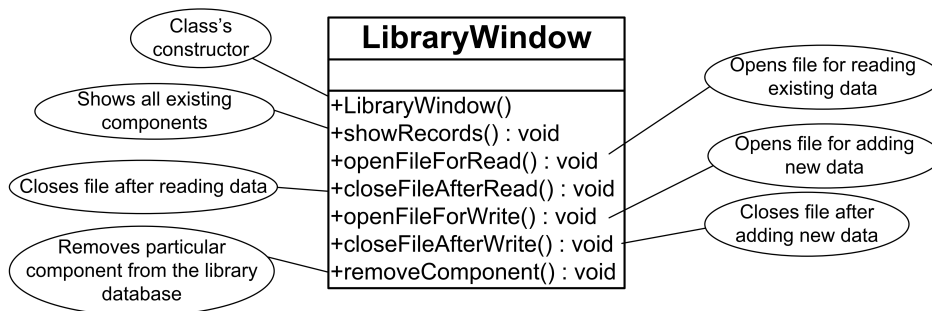 Class's
constructor
Shows all existing
components
Closes file after reading data
Removes particular
component from the library
database
LibraryWindow
+LibraryWindow()
+showRecords() : void
+openFileForRead() : void
+closeFileAfterRead() : void
+openFileForWrite() : void
+closeFileAfterWrite() : void
+removeComponent() : void
Opens file for reading
existing data
Opens file for adding
new data
Closes file after
adding new data